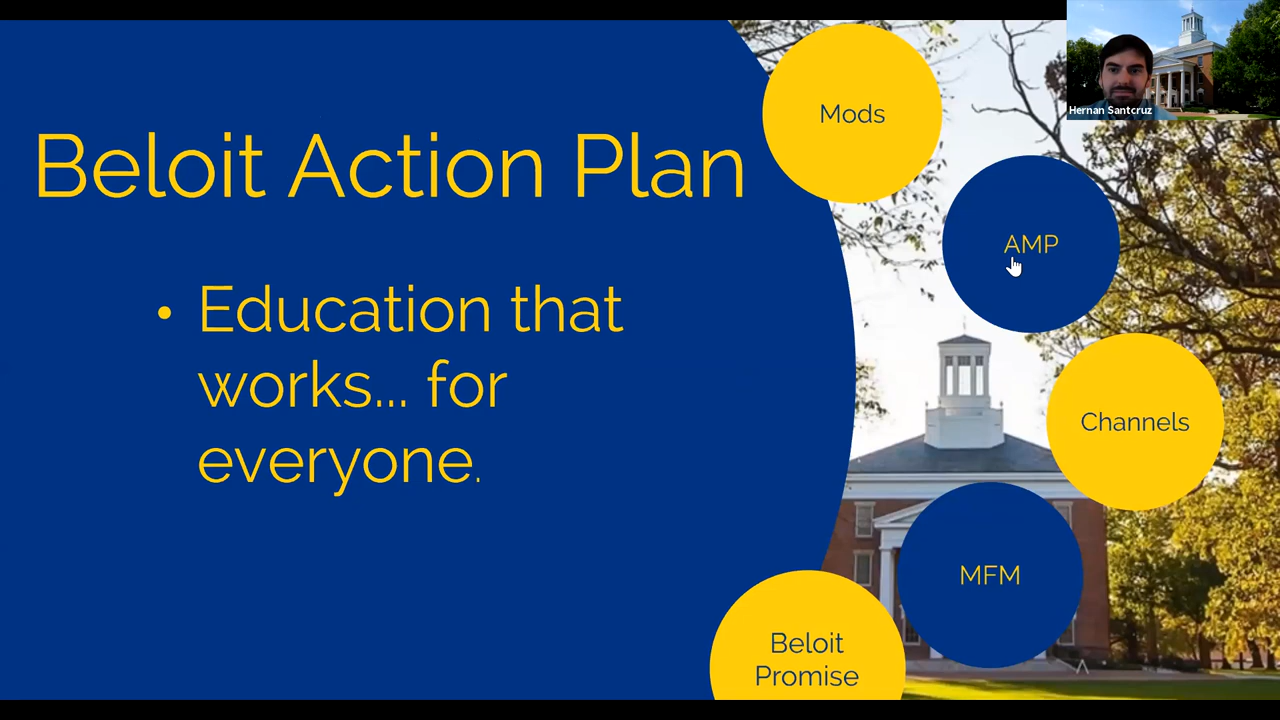 Beloit Action Plan
• Education that
works... for
everyone.
Mods
AMP
Channels
MFM
Beloit
Promise
Hernan Santcruz